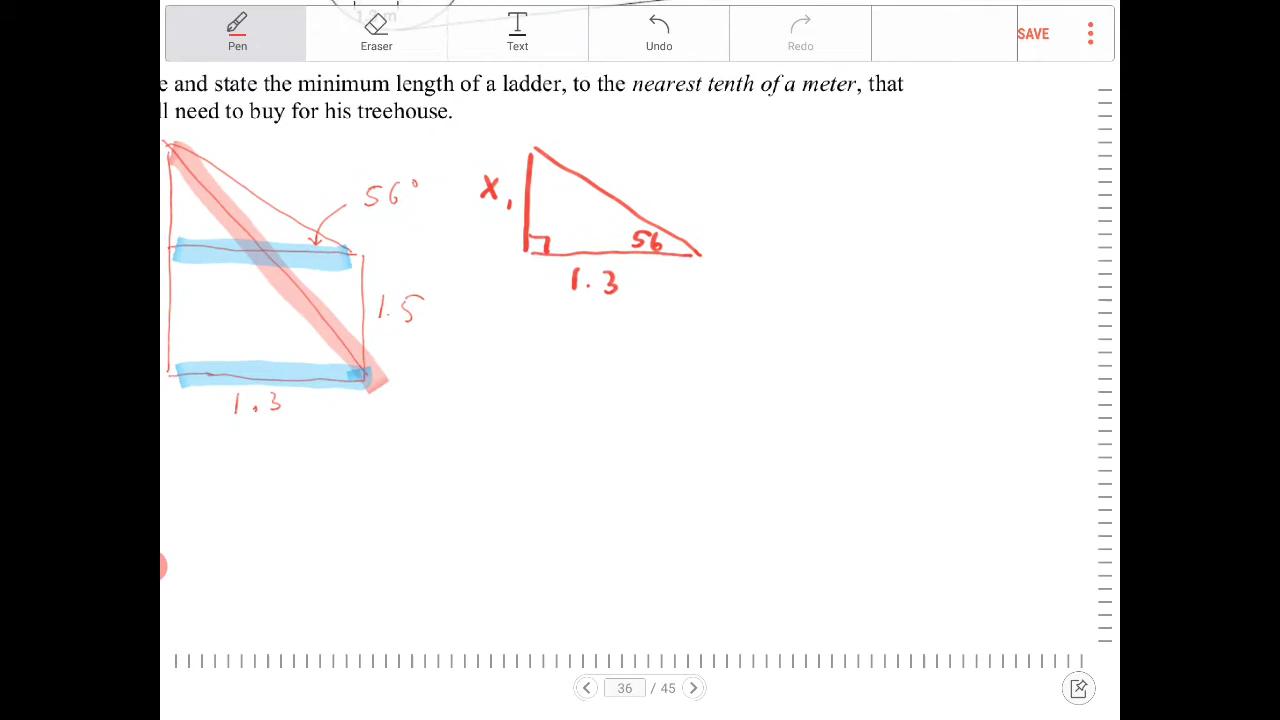 Pen
Eraser
Text
Undo
Redo
SAVE
e and state the minimum length of a ladder, to the nearest tenth of a meter, that
ll need to buy for his treehouse.
56°
x,
56
1.3
1.5
1.3
36 / 45